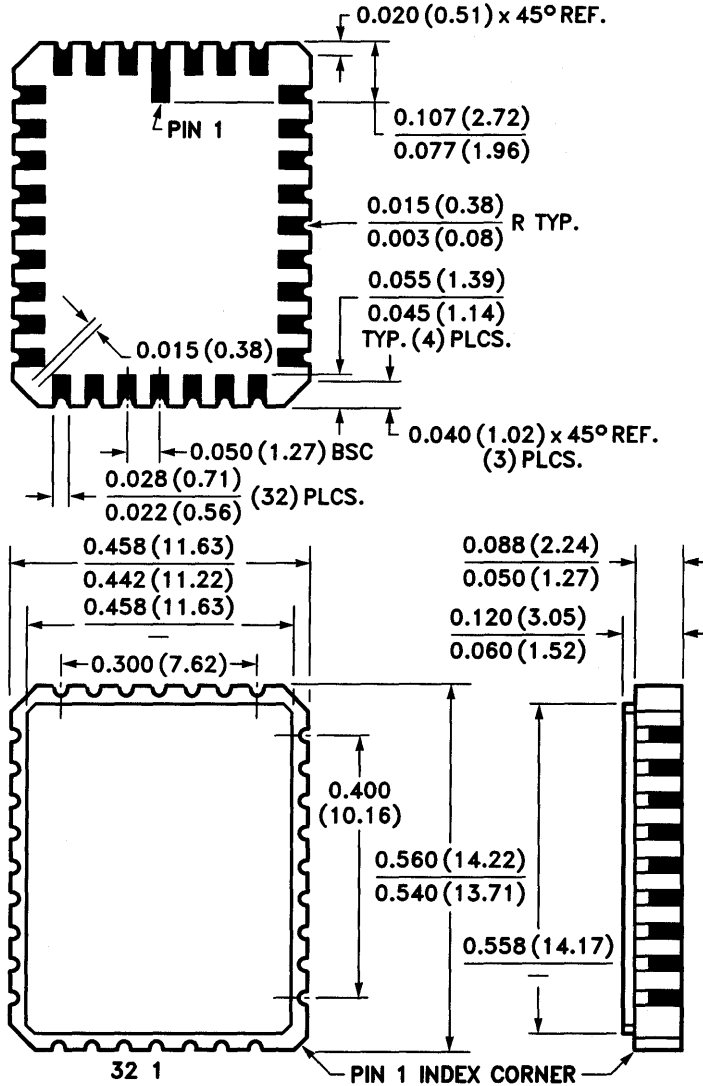 0.020 (0.51) x 45° REF.
PIN 1
0.107 (2.72)
0.077 (1.96)
0.015 (0.38)
0.003 (0.08)
R TYP.
0.055 (1.39)
0.045 (1.14)
TYP. (4) PLCS.
0.015 (0.38)
0.050 (1.27) BSC
0.040 (1.02) x 45° REF.
(3) PLCS.
0.028 (0.71)
0.022 (0.56)
(32) PLCS.
0.458 (11.63)
0.442 (11.22)
0.458 (11.63)
—
0.300 (7.62)
0.088 (2.24)
0.050 (1.27)
0.120 (3.05)
0.060 (1.52)
0.400
(10.16)
0.560 (14.22)
0.540 (13.71)
0.558 (14.17)
—
32 1
PIN 1 INDEX CORNER